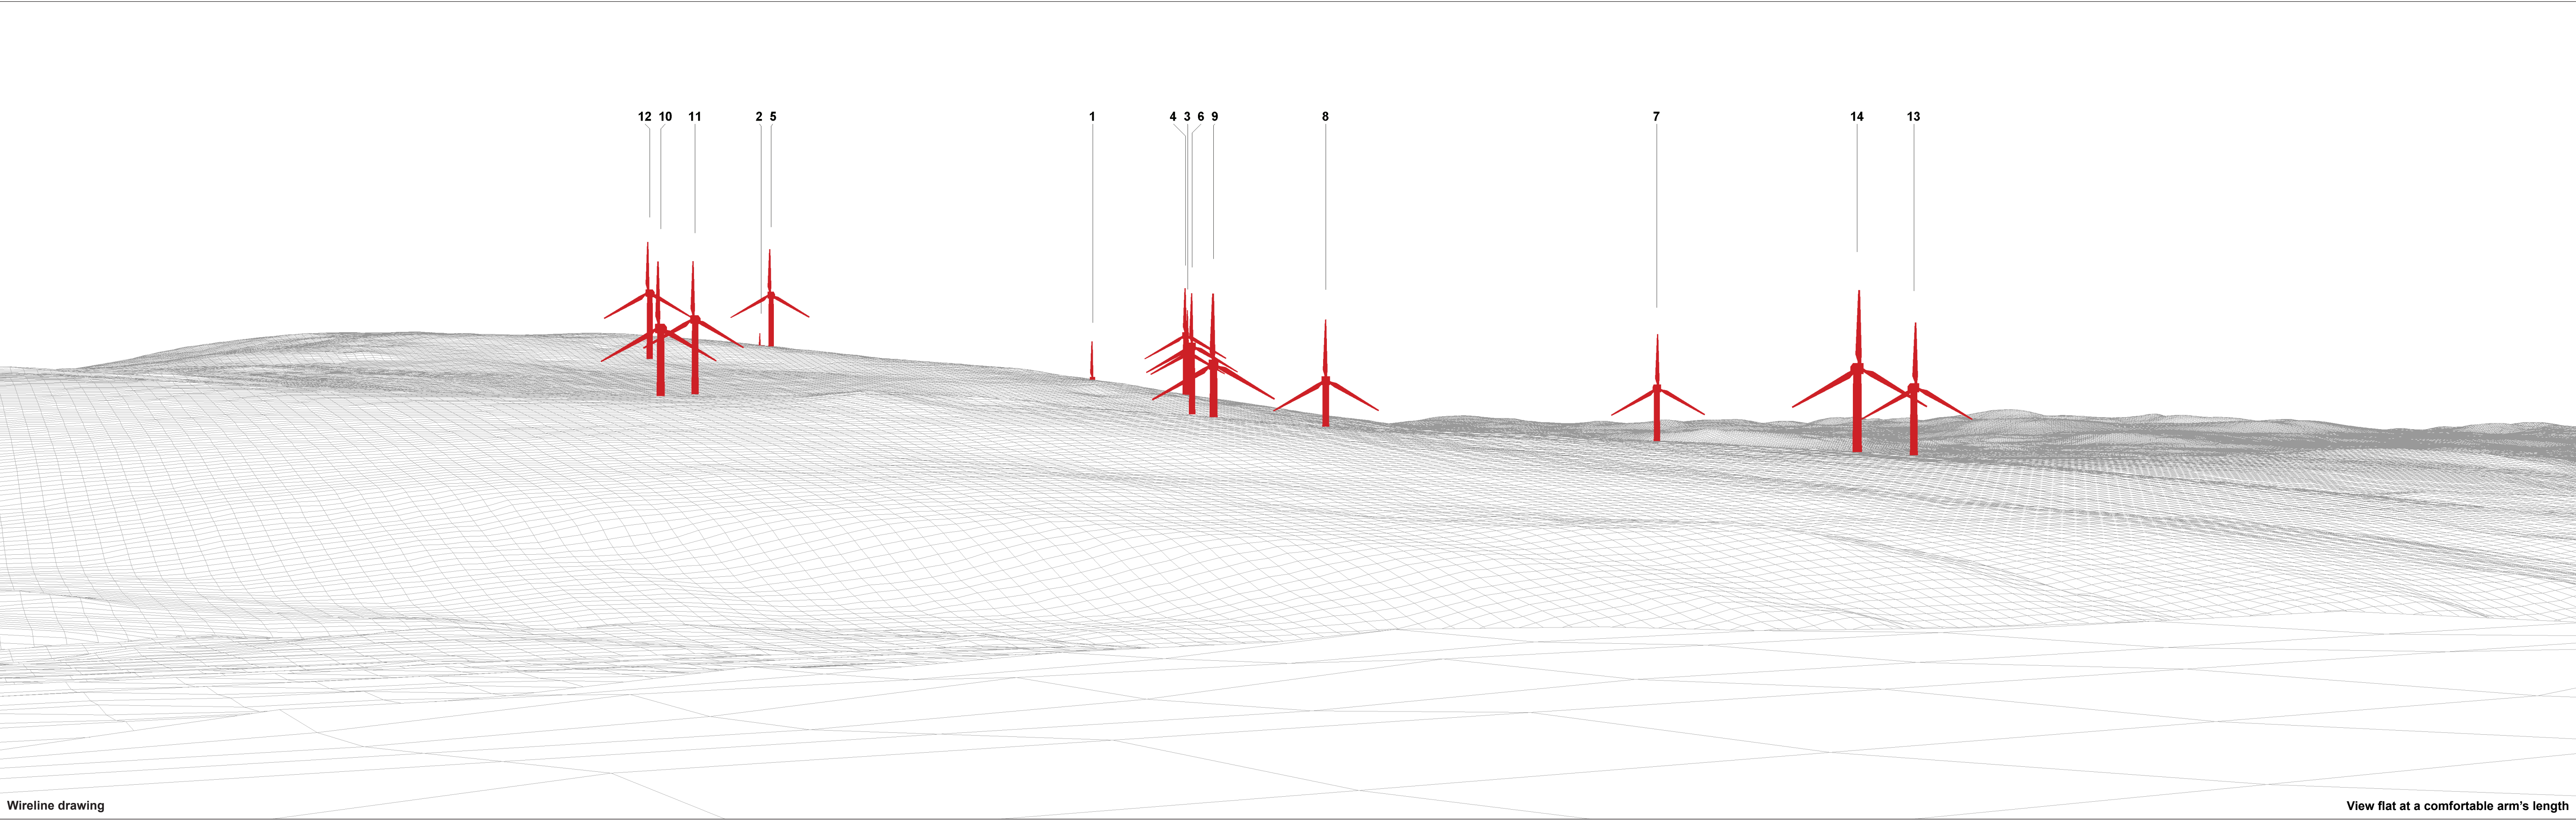 12 10 11 2 5 1 4 3 6 9 8 7 14 13
Wireline drawing
View flat at a comfortable arm's length